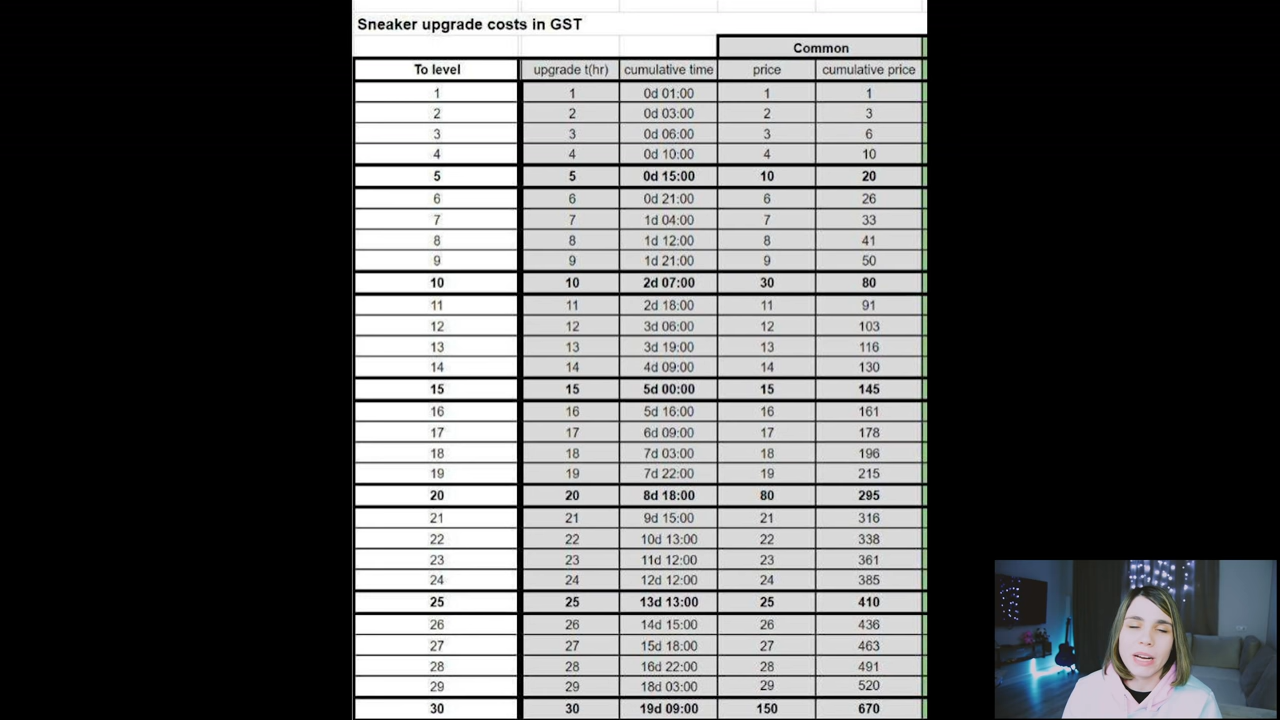 Sneaker upgrade costs in GST
Common
To level upgrade t(hr) cumulative time price cumulative price
1 1 0d 01:00 1 1
2 2 0d 03:00 2 3
3 3 0d 06:00 3 6
4 4 0d 10:00 4 10
5 5 0d 15:00 10 20
6 6 0d 21:00 6 26
7 7 1d 04:00 7 33
8 8 1d 12:00 8 41
9 9 1d 21:00 9 50
10 10 2d 07:00 30 80
11 11 2d 18:00 11 91
12 12 3d 06:00 12 103
13 13 3d 19:00 13 116
14 14 4d 09:00 14 130
15 15 5d 00:00 15 145
16 16 5d 16:00 16 161
17 17 6d 09:00 17 178
18 18 7d 03:00 18 196
19 19 7d 22:00 19 215
20 20 8d 18:00 80 295
21 21 9d 15:00 21 316
22 22 10d 13:00 22 338
23 23 11d 12:00 23 361
24 24 12d 12:00 24 385
25 25 13d 13:00 25 410
26 26 14d 15:00 26 436
27 27 15d 18:00 27 463
28 28 16d 22:00 28 491
29 29 18d 03:00 29 520
30 30 19d 09:00 150 670